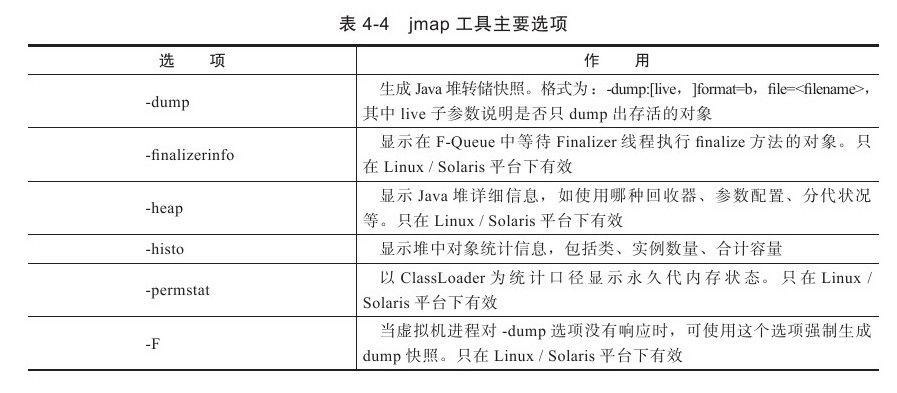 表 4-4 jmap 工具主要选项
选 项 作 用
-dump 生成 Java 堆转储快照。格式为：-dump:[live，]format=b，file=<filename>，
其中 live 子参数说明是否只 dump 出存活的对象
-finalizerinfo 显示在 F-Queue 中等待 Finalizer 线程执行 finalize 方法的对象。只
在 Linux / Solaris 平台下有效
-heap 显示 Java 堆详细信息，如使用哪种回收器、参数配置、分代状况
等。只在 Linux / Solaris 平台下有效
-histo 显示堆中对象统计信息，包括类、实例数量、合计容量
-permstat 以 ClassLoader 为统计口径显示永久代内存状态。只在 Linux /
Solaris 平台下有效
-F 当虚拟机进程对 -dump 选项没有响应时，可使用这个选项强制生成
dump 快照。只在 Linux / Solaris 平台下有效